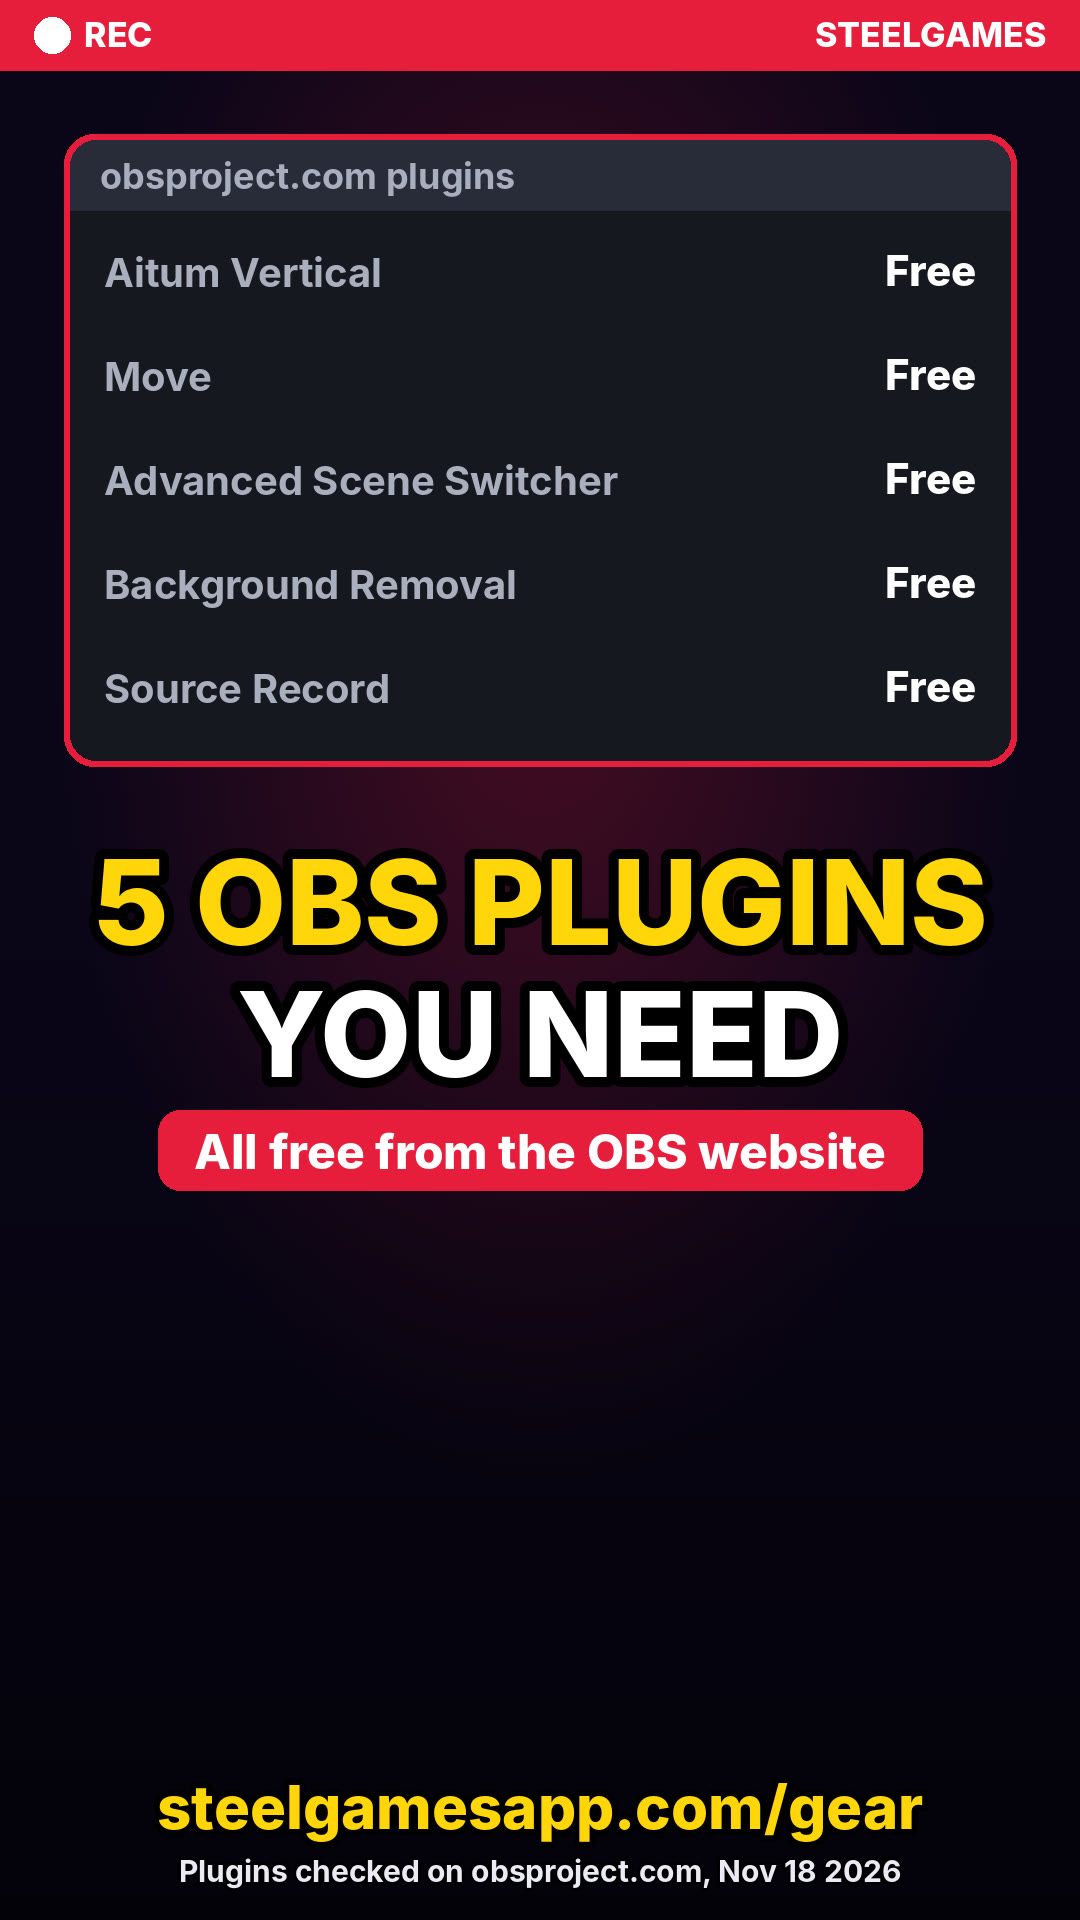 REC
STEELGAMES
obsproject.com plugins
Aitum Vertical Free
Move Free
Advanced Scene Switcher Free
Background Removal Free
Source Record Free
5 OBS PLUGINS
YOU NEED
All free from the OBS website
steelgamesapp.com/gear
Plugins checked on obsproject.com, Nov 18 2026